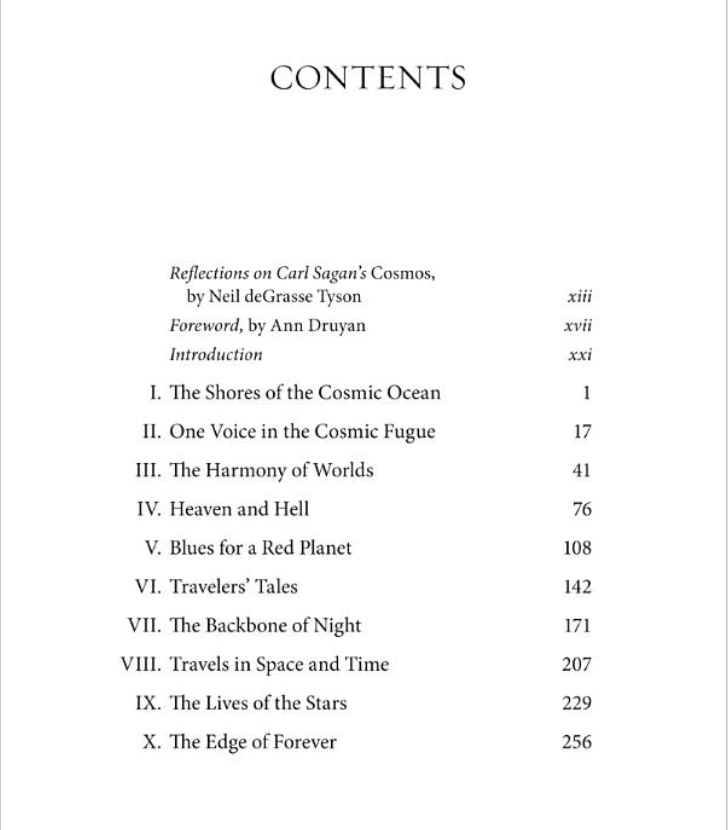 CONTENTS
Reflections on Carl Sagan’s Cosmos,
by Neil deGrasse Tyson xiii
Foreword, by Ann Druyan xvii
Introduction xxi
I. The Shores of the Cosmic Ocean 1
II. One Voice in the Cosmic Fugue 17
III. The Harmony of Worlds 41
IV. Heaven and Hell 76
V. Blues for a Red Planet 108
VI. Travelers’ Tales 142
VII. The Backbone of Night 171
VIII. Travels in Space and Time 207
IX. The Lives of the Stars 229
X. The Edge of Forever 256